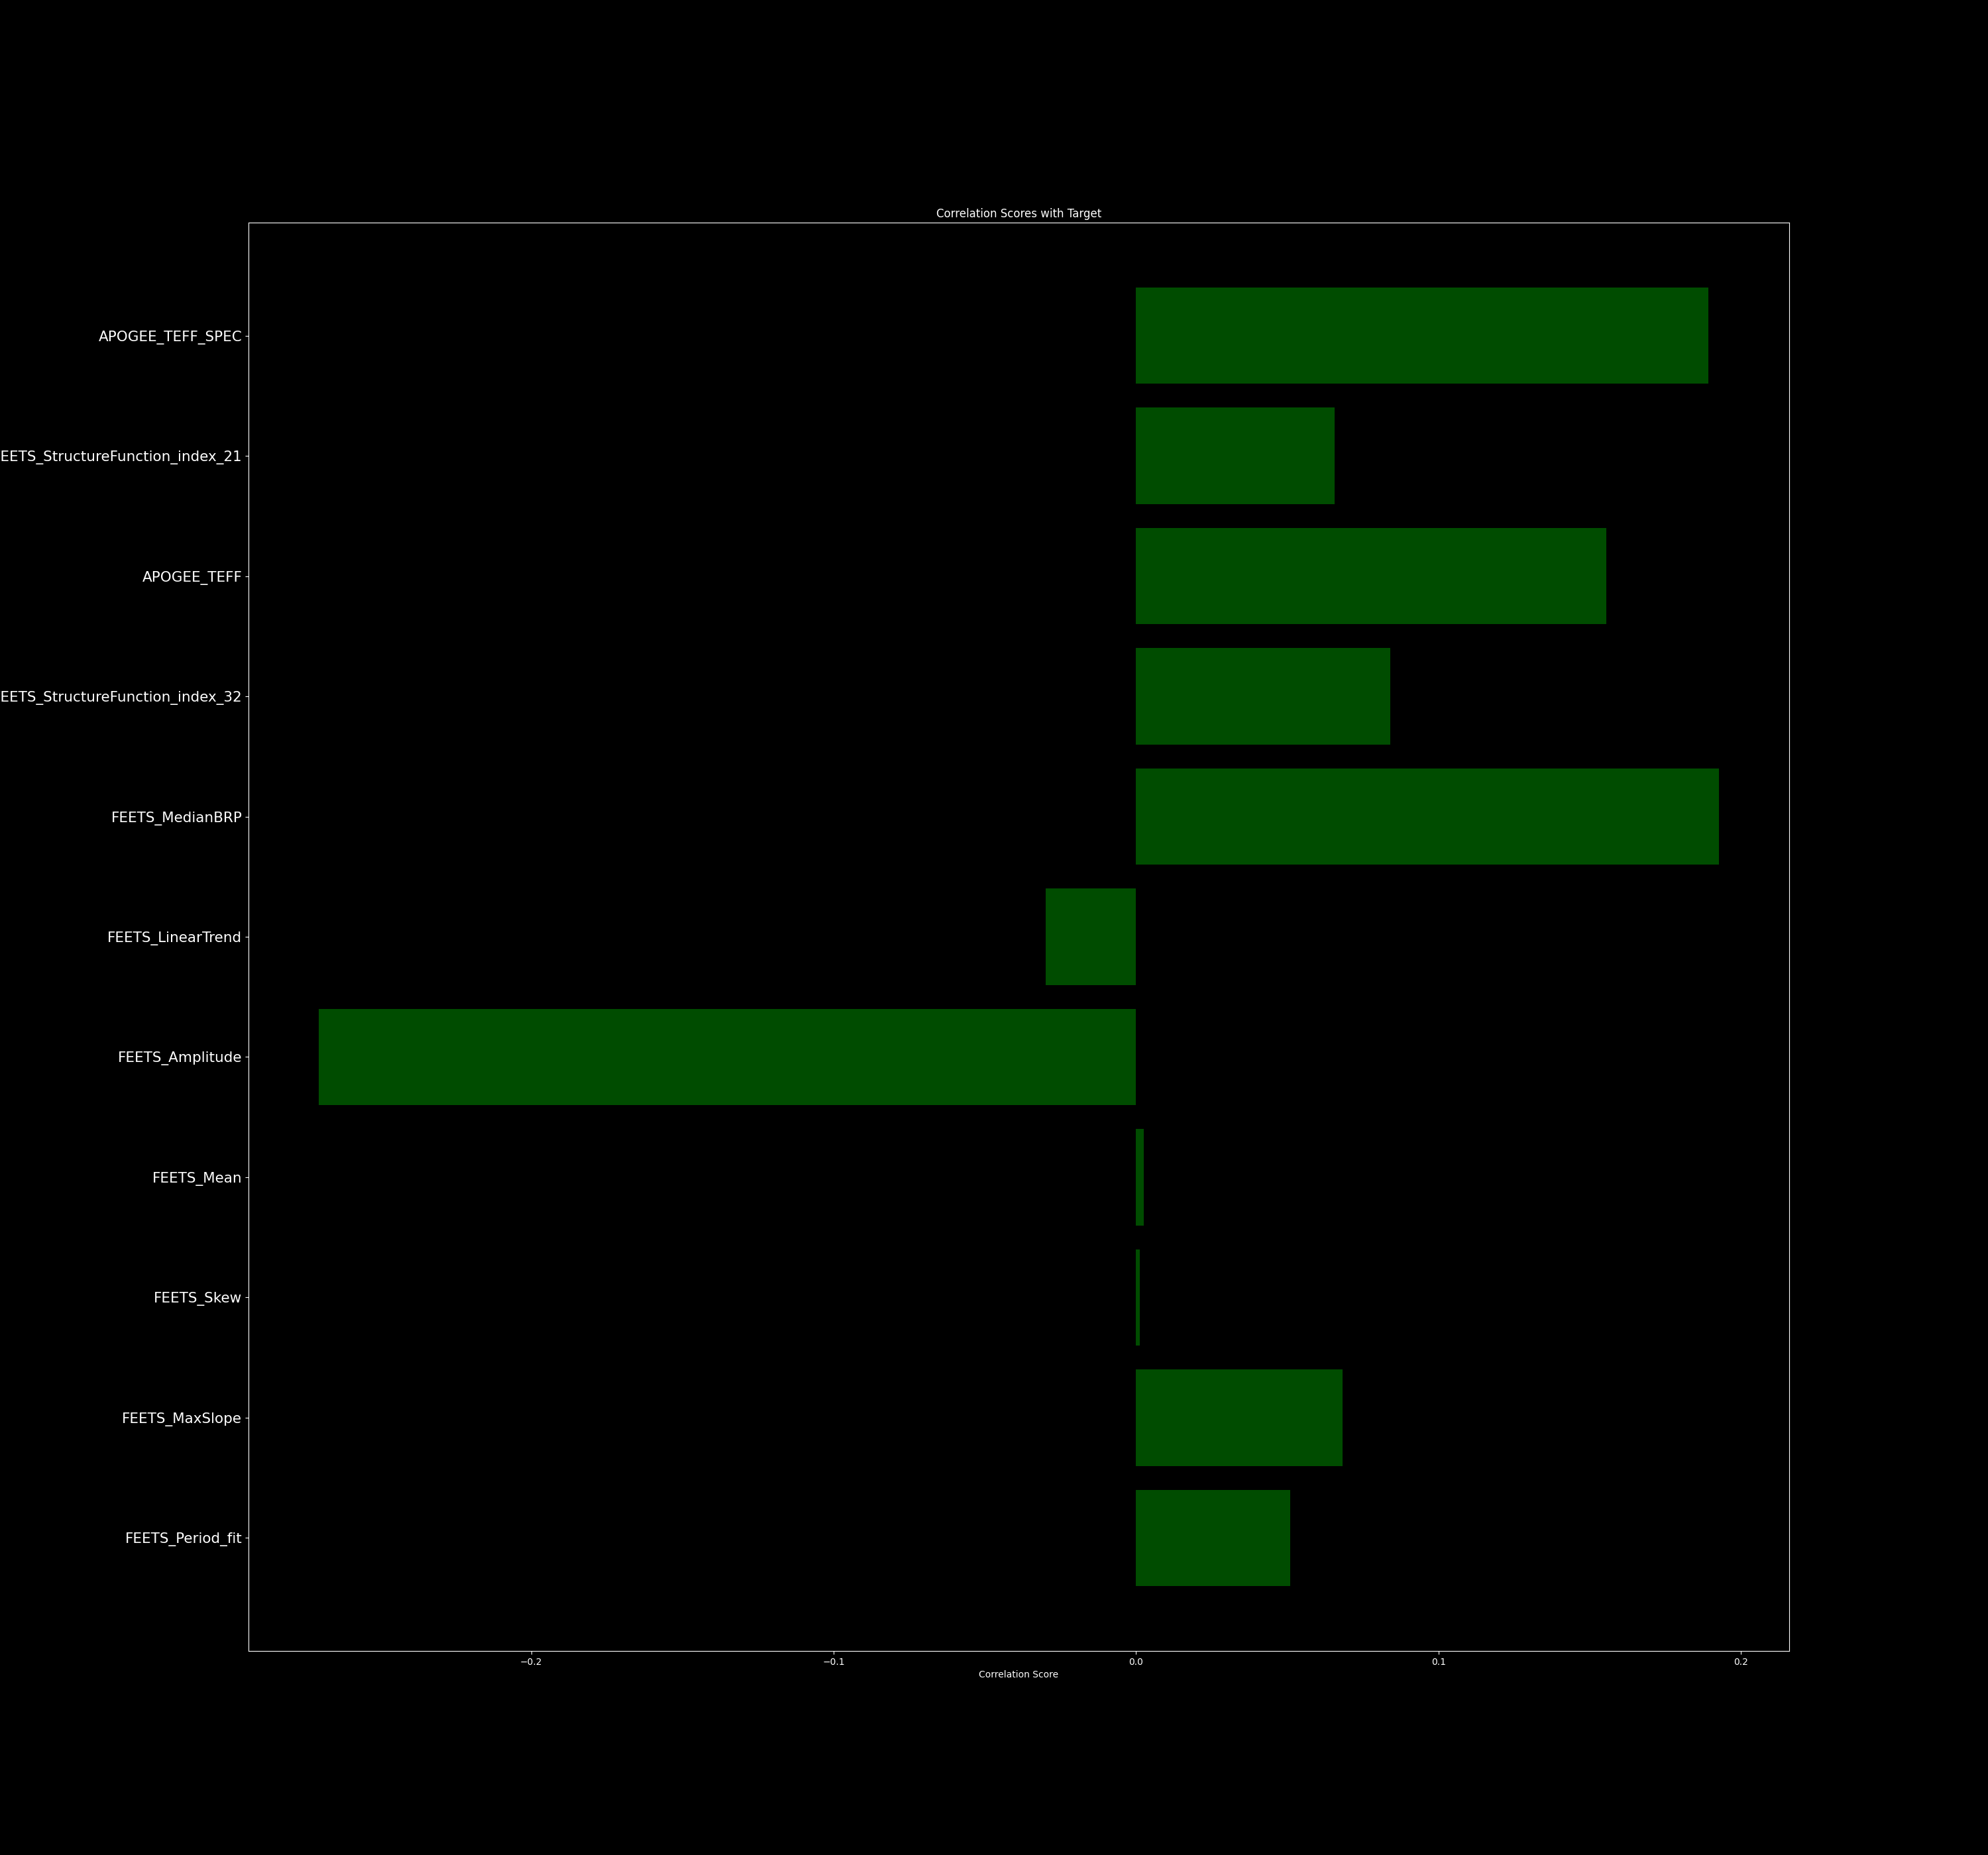 Correlation Scores with Target
APOGEE_TEFF_SPEC
EETS_StructureFunction_index_21
APOGEE_TEFF
EETS_StructureFunction_index_32
FEETS_MedianBRP
FEETS_LinearTrend
FEETS_Amplitude
FEETS_Mean
FEETS_Skew
FEETS_MaxSlope
FEETS_Period_fit
−0.2 −0.1 0.0 0.1 0.2
Correlation Score